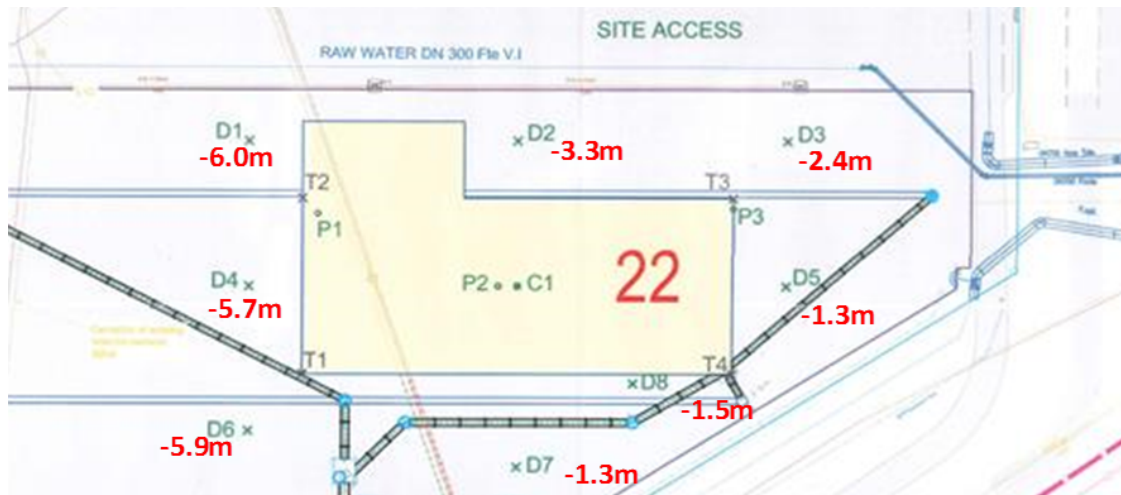 SITE ACCESS
RAW WATER DN 300 Fte V.I
D1
-6.0m
D2
-3.3m
D3
-2.4m
T2
T3
P1
P3
D4
-5.7m
P2
C1
22
D5
-1.3m
T1
T4
D8
-1.5m
D6
-5.9m
D7
-1.3m